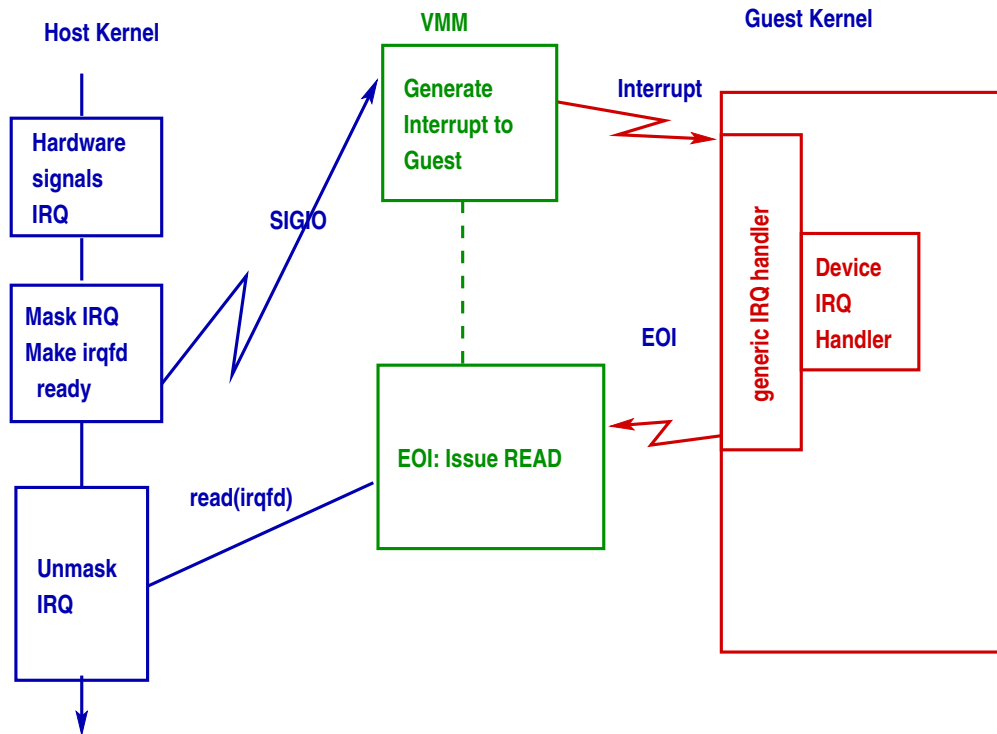 Host Kernel
VMM
Guest Kernel
Hardware
signals
IRQ
Mask IRQ
Make irqfd
ready
Unmask
IRQ
SIGIO
read(irqfd)
Generate
Interrupt to
Guest
EOI: Issue READ
Interrupt
EOI
generic IRQ handler
Device
IRQ
Handler